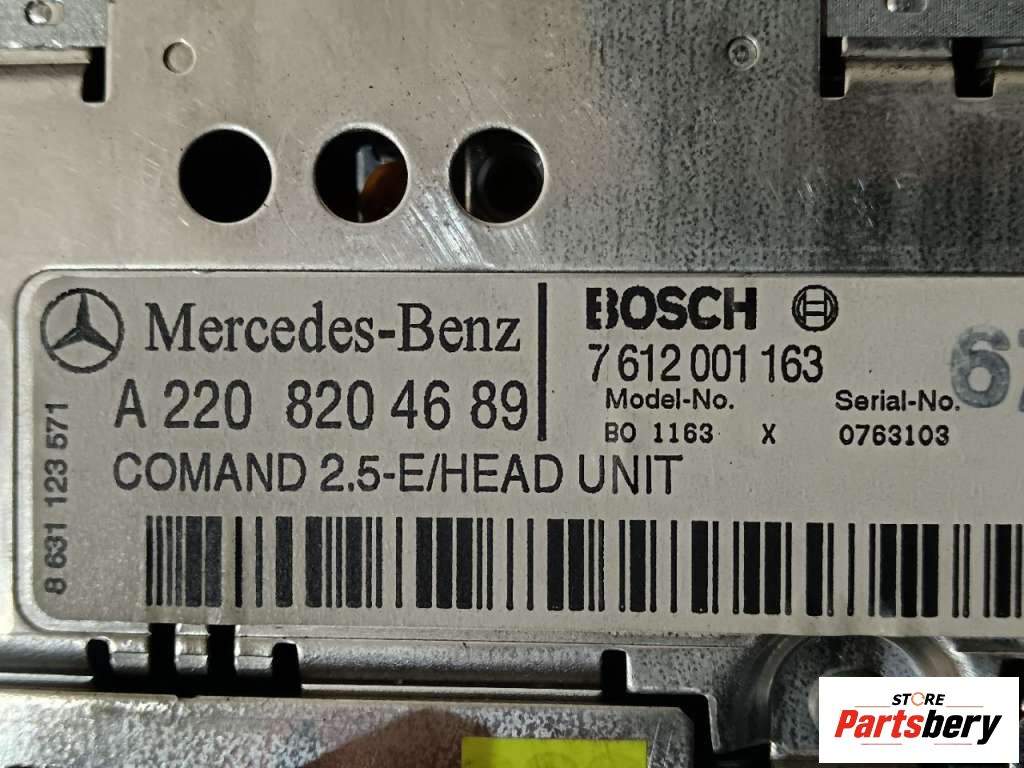 Mercedes-Benz
A 220 820 46 89
COMAND 2.5-E/HEAD UNIT
8 631 123 571
BOSCH
7 612 001 163
Model-No.
Serial-No.
BO 1163 X
0763103
STORE
Partsbery